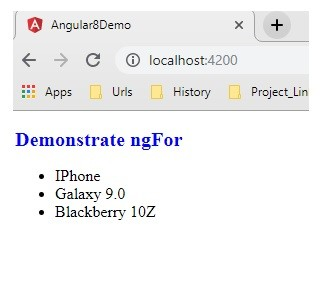 Angular8Demo
localhost:4200
Apps
Urls
History
Project_Lin
Demonstrate ngFor
IPhone
Galaxy 9.0
Blackberry 10Z